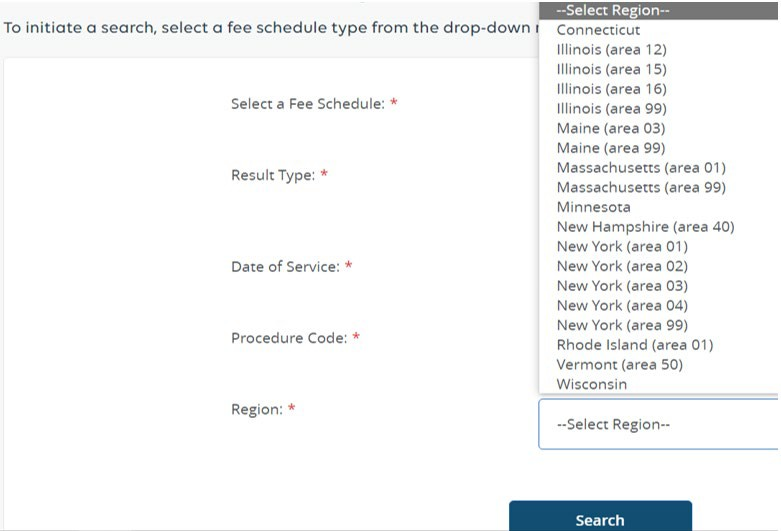 To initiate a search, select a fee schedule type from the drop-down
Select a Fee Schedule: *
Result Type: *
Date of Service: *
Procedure Code: *
Region: *
--Select Region--
Connecticut
Illinois (area 12)
Illinois (area 15)
Illinois (area 16)
Illinois (area 99)
Maine (area 03)
Maine (area 99)
Massachusetts (area 01)
Massachusetts (area 99)
Minnesota
New Hampshire (area 40)
New York (area 01)
New York (area 02)
New York (area 03)
New York (area 04)
New York (area 99)
Rhode Island (area 01)
Vermont (area 50)
Wisconsin
--Select Region--
Search